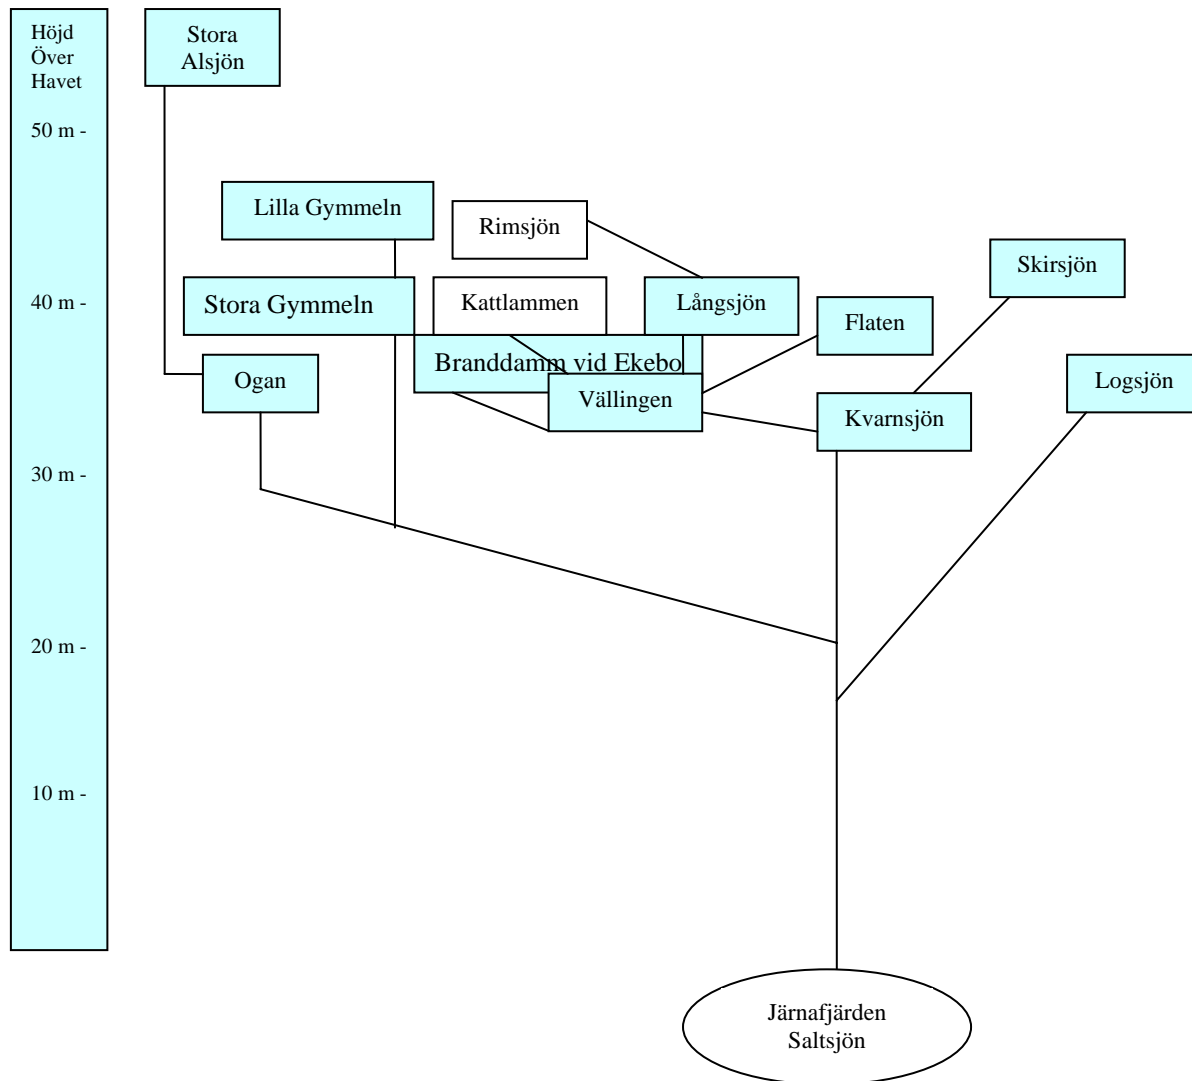 Höjd
Över
Havet
Stora
Alsjön
50 m -
Lilla Gymmeln
Rimsjön
Skirsjön
Stora Gymmeln
Kattlammen
Långsjön
40 m -
Flaten
Branddamm vid Ekebo
Ogan
Vällingen
Logsjön
Kvarnsjön
30 m -
20 m -
10 m -
Järnafjärden
Saltsjön